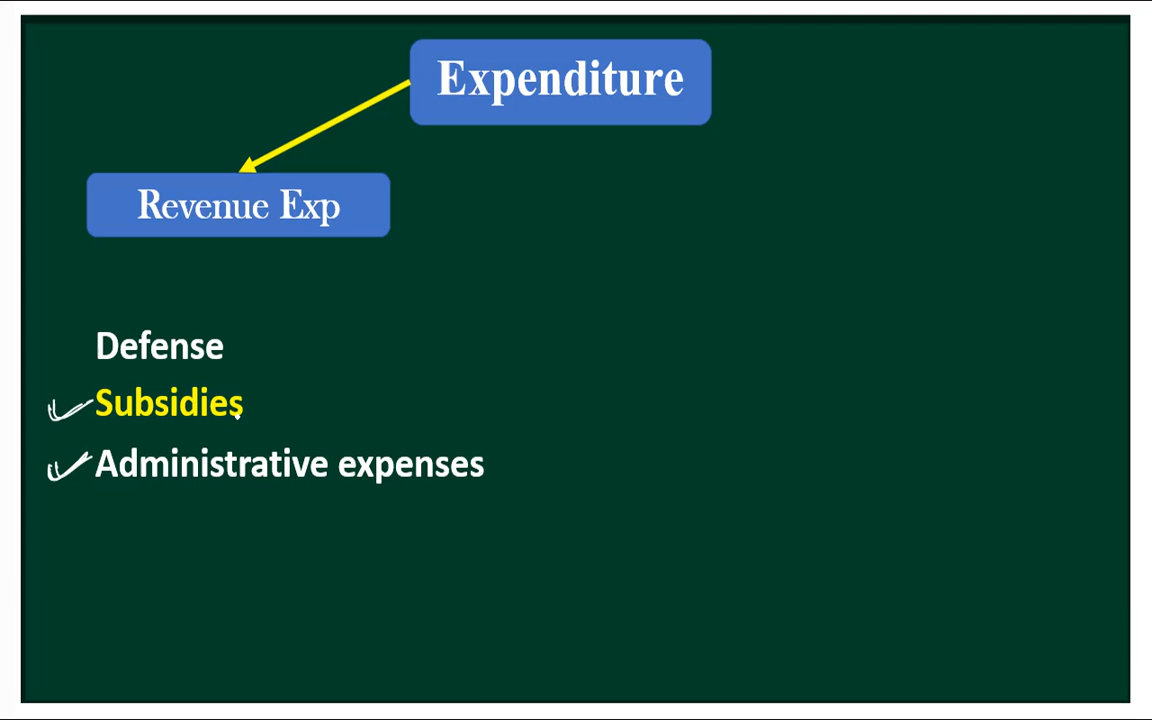 Expenditure
Revenue Exp
Defense
Subsidies
Administrative expenses